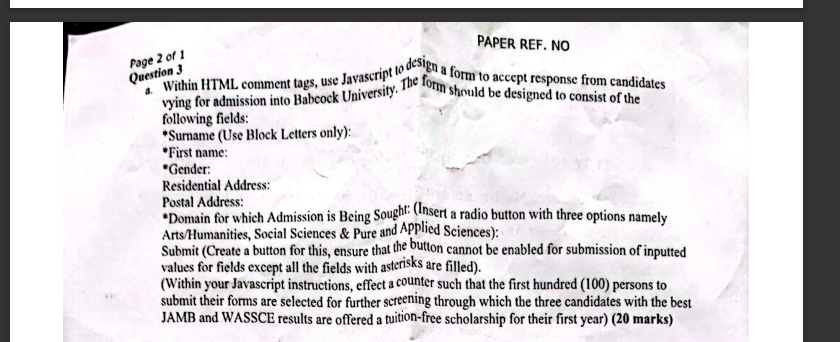 PAPER REF. NO
Page 2 of 1
Question 3
a. Within HTML comment tags, use Javascript to design a form to accept response from candidates
vying for admission into Babcock University. The form should be designed to consist of the
following fields:
*Surname (Use Block Letters only):
*First name:
*Gender:
Residential Address:
Postal Address:
*Domain for which Admission is Being Sought: (Insert a radio button with three options namely
Arts/Humanities, Social Sciences & Pure and Applied Sciences):
Submit (Create a button for this, ensure that the button cannot be enabled for submission of inputted
values for fields except all the fields with asterisks are filled).
(Within your Javascript instructions, effect a counter such that the first hundred (100) persons to
submit their forms are selected for further screening through which the three candidates with the best
JAMB and WASSCE results are offered a tuition-free scholarship for their first year) (20 marks)